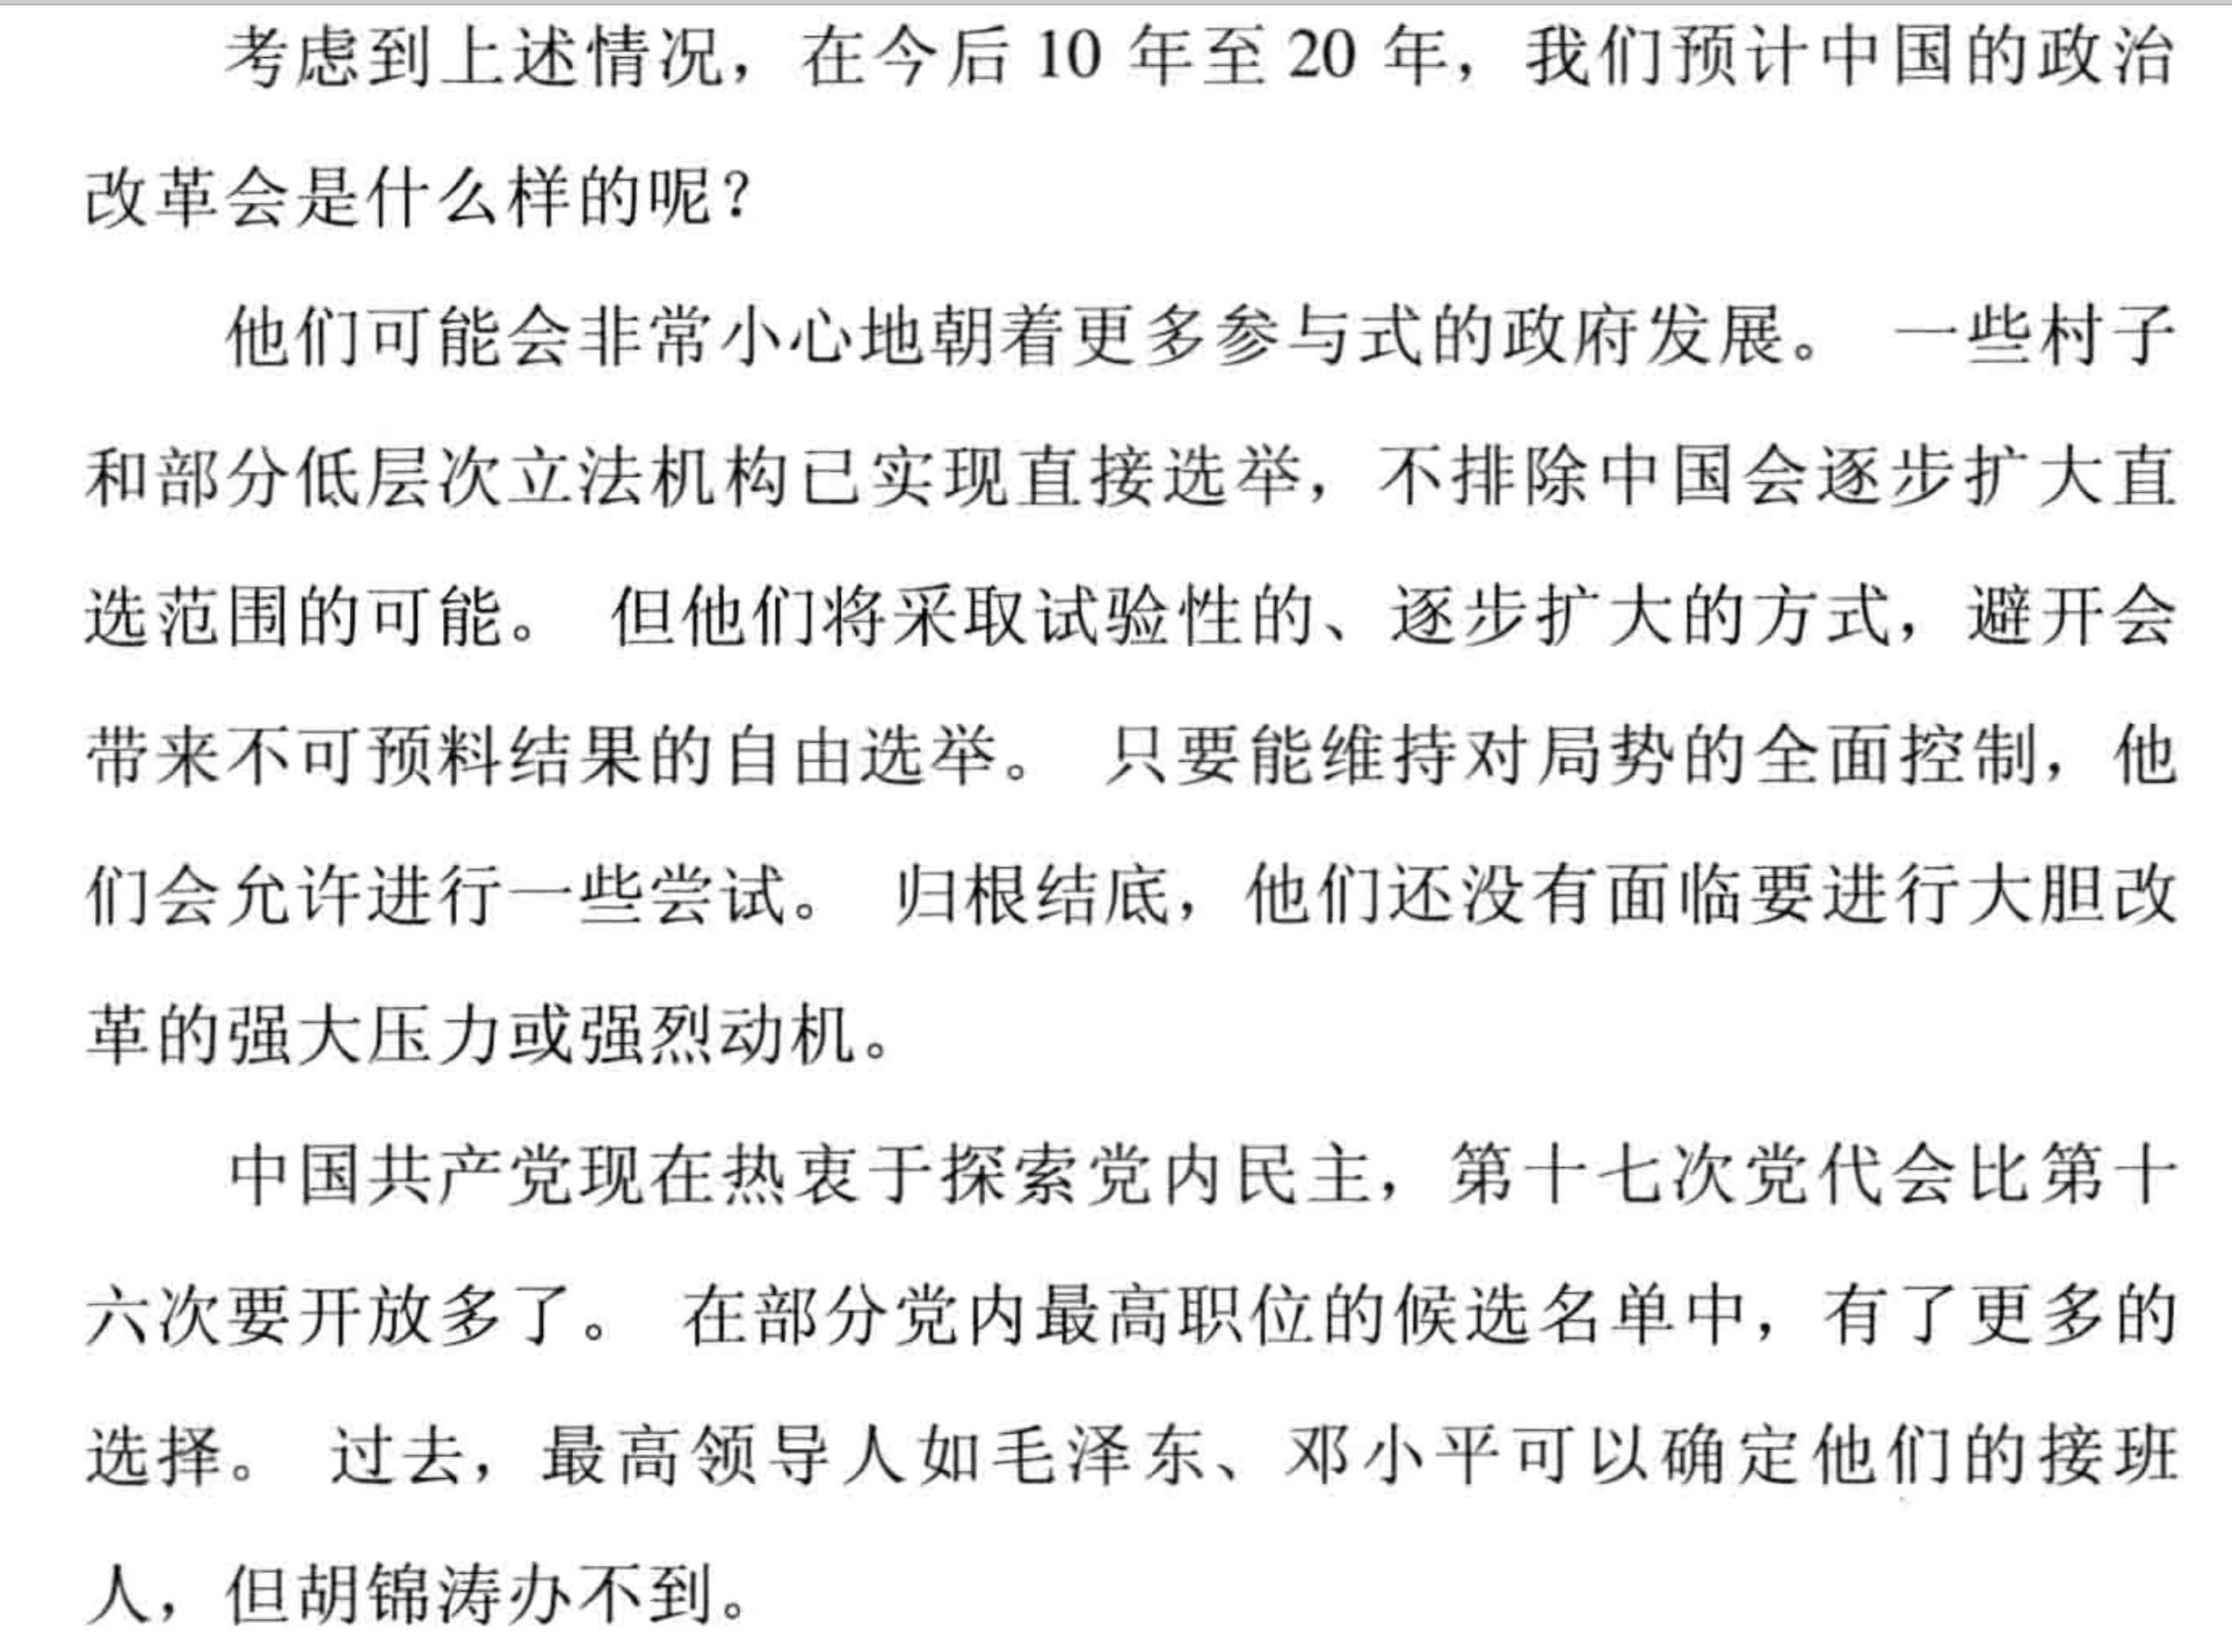 考虑到上述情况，在今后 10 年至 20 年，我们预计中国的政治
改革会是什么样的呢？
他们可能会非常小心地朝着更多参与式的政府发展。 一些村子
和部分低层次立法机构已实现直接选举，不排除中国会逐步扩大直
选范围的可能。 但他们将采取试验性的、逐步扩大的方式，避开会
带来不可预料结果的自由选举。 只要能维持对局势的全面控制，他
们会允许进行一些尝试。 归根结底，他们还没有面临要进行大胆改
革的强大压力或强烈动机。
中国共产党现在热衷于探索党内民主，第十七次党代会比第十
六次要开放多了。 在部分党内最高职位的候选名单中，有了更多的
选择。 过去，最高领导人如毛泽东、邓小平可以确定他们的接班
人，但胡锦涛办不到。